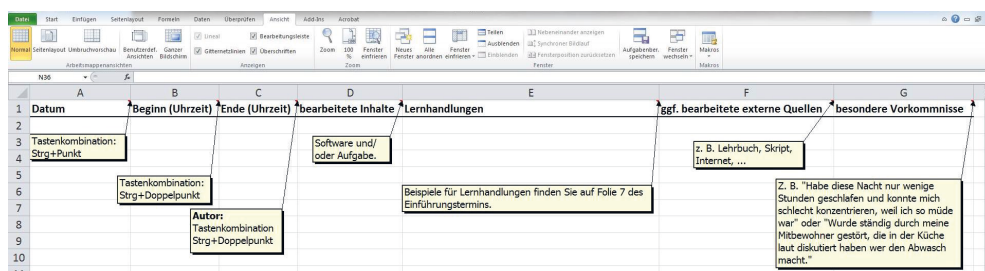 Datei Start Einfügen Seitenlayout Formeln Daten Überprüfen Ansicht Add-Ins Acrobat
Normal Seitenlayout Umbruchvorschau Benutzerdef. Ansichten Ganzer Bildschirm
Arbeitsmappenansichten
Lineal Bearbeitungsleiste
Gitternetzlinien Überschriften
Anzeigen
Zoom 100 % Fenster einfrieren
Zoom
Neues Fenster Alle anordnen Fenster einfrieren
Teilen
Ausblenden
Einblenden
Nebeneinander anzeigen
Synchroner Bildlauf
Fensterposition zurücksetzen
Aufgabenber. speichern Fenster wechseln
Fenster
Makros
Makros
N36 fx
A B C D E F G
1 Datum Beginn (Uhrzeit) Ende (Uhrzeit) bearbeitete Inhalte Lernhandlungen ggf. bearbeitete externe Quellen besondere Vorkommnisse
2
3
4
5
6
7
8
9
10
Tastenkombination:
Strg+Punkt
Tastenkombination:
Strg+Doppelpunkt
Autor:
Tastenkombination
Strg+Doppelpunkt
Software und/
oder Aufgabe.
Beispiele für Lernhandlungen finden Sie auf Folie 7 des
Einführungstermins.
z. B. Lehrbuch, Skript,
Internet, ...
Z. B. "Habe diese Nacht nur wenige
Stunden geschlafen und konnte mich
schlecht konzentrieren, weil ich so müde
war" oder "Wurde ständig durch meine
Mitbewohner gestört, die in der Küche
laut diskutiert haben wer den Abwasch
macht."